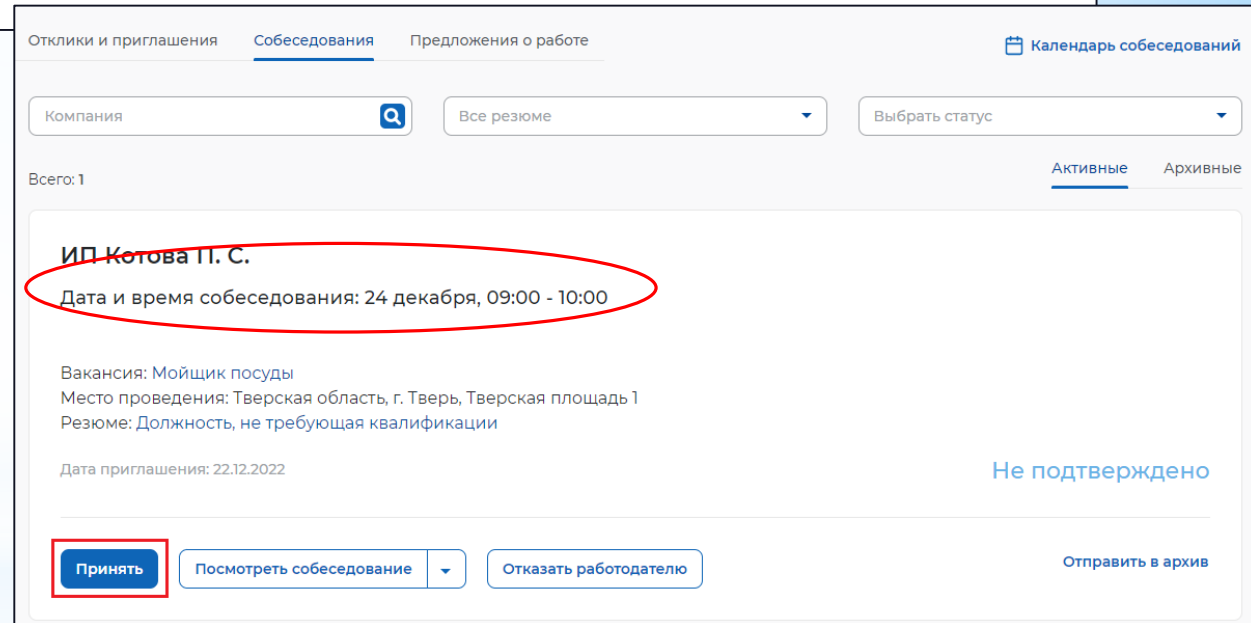 Отклики и приглашения Собеседования Предложения о работе
Календарь собеседований
Компания Все резюме Выбрать статус
Всего: 1
Активные Архивные
ИП Котова П. С.
Дата и время собеседования: 24 декабря, 09:00 - 10:00
Вакансия: Мойщик посуды
Место проведения: Тверская область, г. Тверь, Тверская площадь 1
Резюме: Должность, не требующая квалификации
Дата приглашения: 22.12.2022
Не подтверждено
Принять Посмотреть собеседование Отказать работодателю Отправить в архив